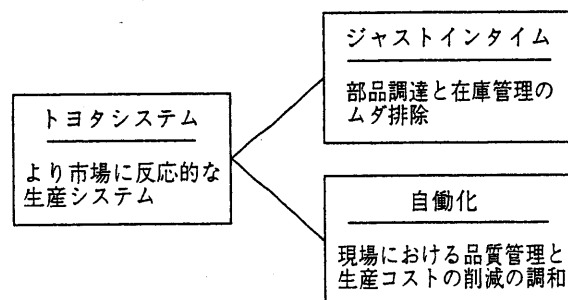 トヨタシステム
より市場に反応的な
生産システム
ジャストインタイム
部品調達と在庫管理の
ムダ排除
自働化
現場における品質管理と
生産コストの削減の調和